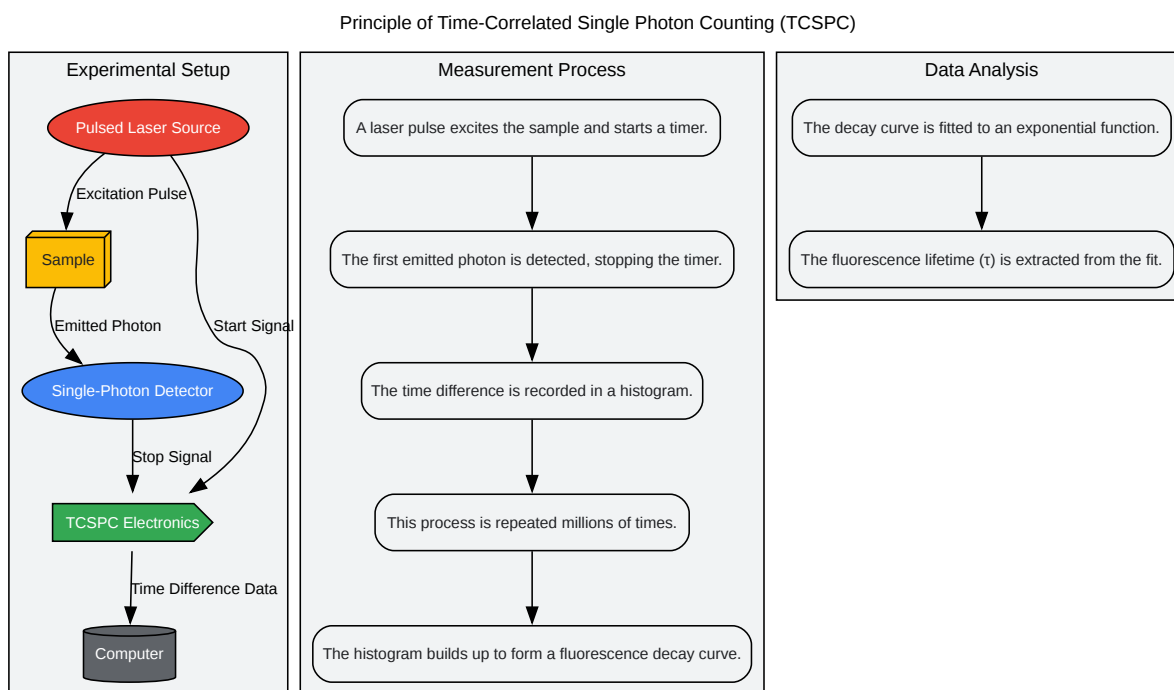 Principle of Time-Correlated Single Photon Counting (TCSPC)
Experimental Setup
Pulsed Laser Source
Excitation Pulse
Sample
Emitted Photon
Start Signal
Single-Photon Detector
Stop Signal
TCSPC Electronics
Time Difference Data
Computer
Measurement Process
A laser pulse excites the sample and starts a timer.
The first emitted photon is detected, stopping the timer.
The time difference is recorded in a histogram.
This process is repeated millions of times.
The histogram builds up to form a fluorescence decay curve.
Data Analysis
The decay curve is fitted to an exponential function.
The fluorescence lifetime (τ) is extracted from the fit.